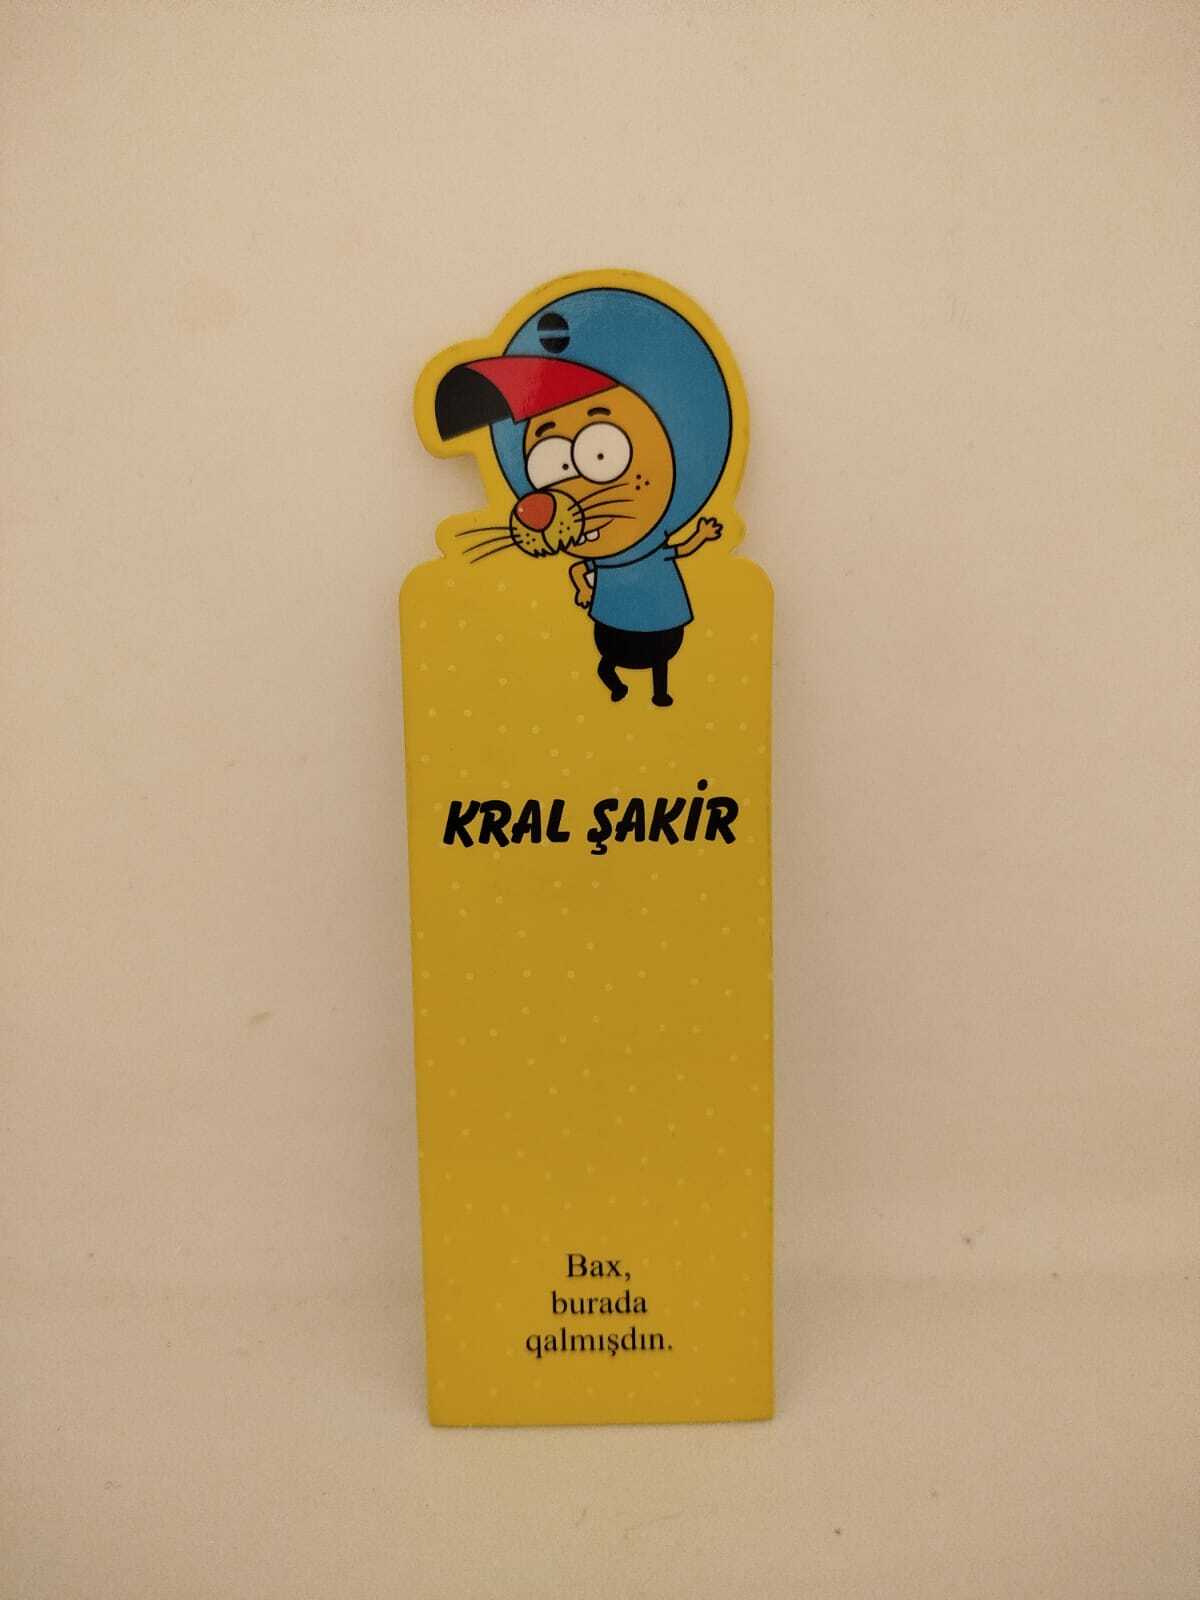 KRAL ŞAKİR
Bax,
burada
qalmışdın.